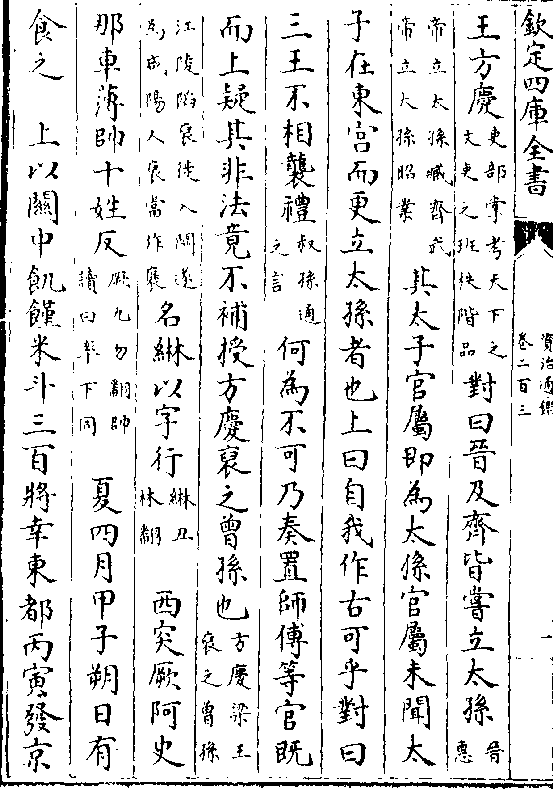 欽定四庫全書 資治通鑑 卷二百三 一
王方慶吏部掌考天下之文吏之班秩階品對曰晉及齊皆嘗立太孫晉惠
帝立太孫臧齊武帝立太孫昭業其太子官屬即為太孫官屬未聞太
子在東宮而更立太孫者也上曰自我作古可乎對曰
三王不相襲禮叔孫通之言何為不可乃奏置師傅等官既
而上疑其非法竟不補授方慶裒之曾孫也方慶梁王裒之曾孫
江陵陷裒徙入關遂為咸陽人裒當作褒名綝以字行綝丑林翻 西突厥阿史
那車薄帥十姓反厥九勿翻帥讀曰率下同 夏四月甲子朔日有
食之 上以關中飢饉米斗三百將幸東都丙寅發京